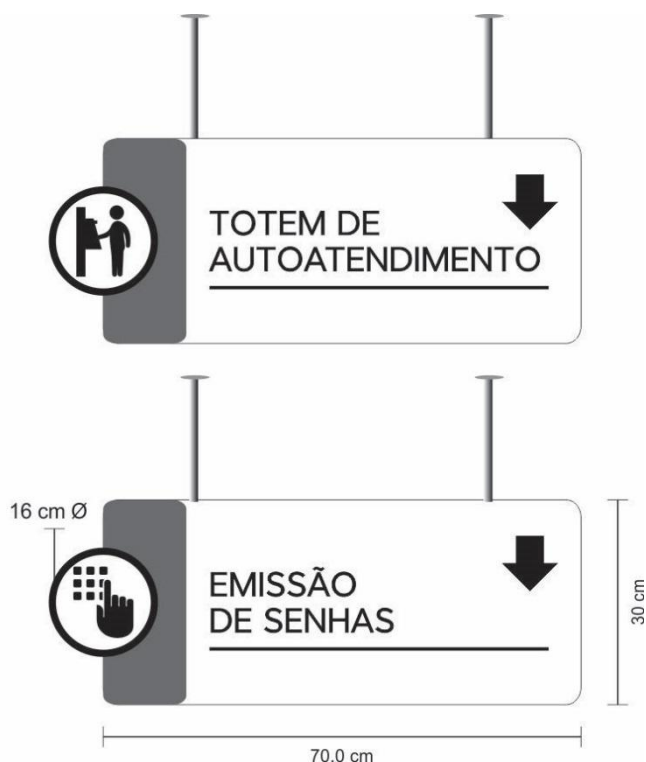 TOTEM DE
AUTOATENDIMENTO
16 cm Ø
EMISSÃO
DE SENHAS
30 cm
70.0 cm